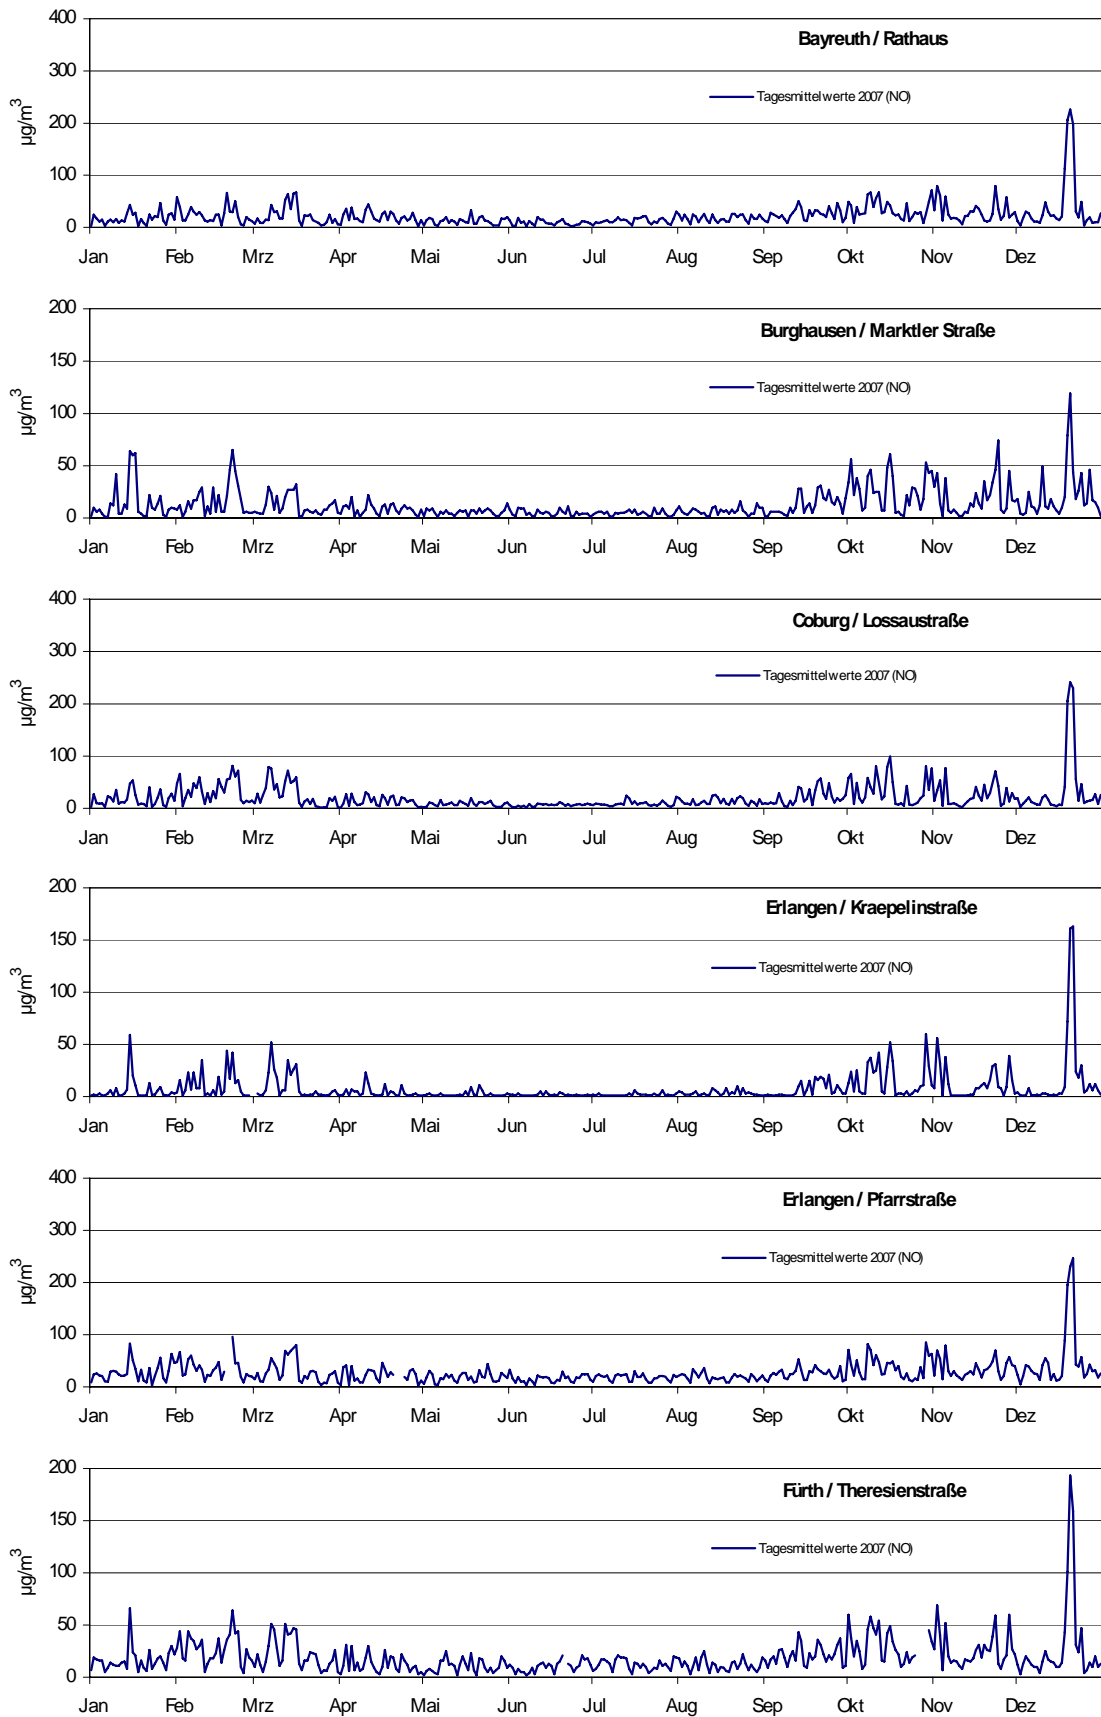 400
Bayreuth / Rathaus
300
Tagesmittelwerte 2007 (NO)
µg/m³
200
100
0
Jan Feb Mrz Apr Mai Jun Jul Aug Sep Okt Nov Dez
200
Burghausen / Marktler Straße
150
Tagesmittelwerte 2007 (NO)
µg/m³
100
50
0
Jan Feb Mrz Apr Mai Jun Jul Aug Sep Okt Nov Dez
400
Coburg / Lossaustraße
300
Tagesmittelwerte 2007 (NO)
µg/m³
200
100
0
Jan Feb Mrz Apr Mai Jun Jul Aug Sep Okt Nov Dez
200
Erlangen / Kraepelinstraße
150
Tagesmittelwerte 2007 (NO)
µg/m³
100
50
0
Jan Feb Mrz Apr Mai Jun Jul Aug Sep Okt Nov Dez
400
Erlangen / Pfarrstraße
300
Tagesmittelwerte 2007 (NO)
µg/m³
200
100
0
Jan Feb Mrz Apr Mai Jun Jul Aug Sep Okt Nov Dez
200
Fürth / Theresienstraße
150
Tagesmittelwerte 2007 (NO)
µg/m³
100
50
0
Jan Feb Mrz Apr Mai Jun Jul Aug Sep Okt Nov Dez